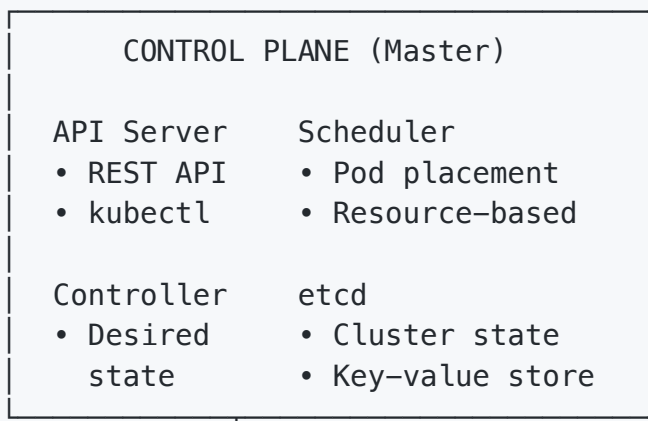 CONTROL PLANE (Master)
API Server    Scheduler
• REST API    • Pod placement
• kubectl     • Resource-based
Controller    etcd
• Desired     • Cluster state
  state       • Key-value store